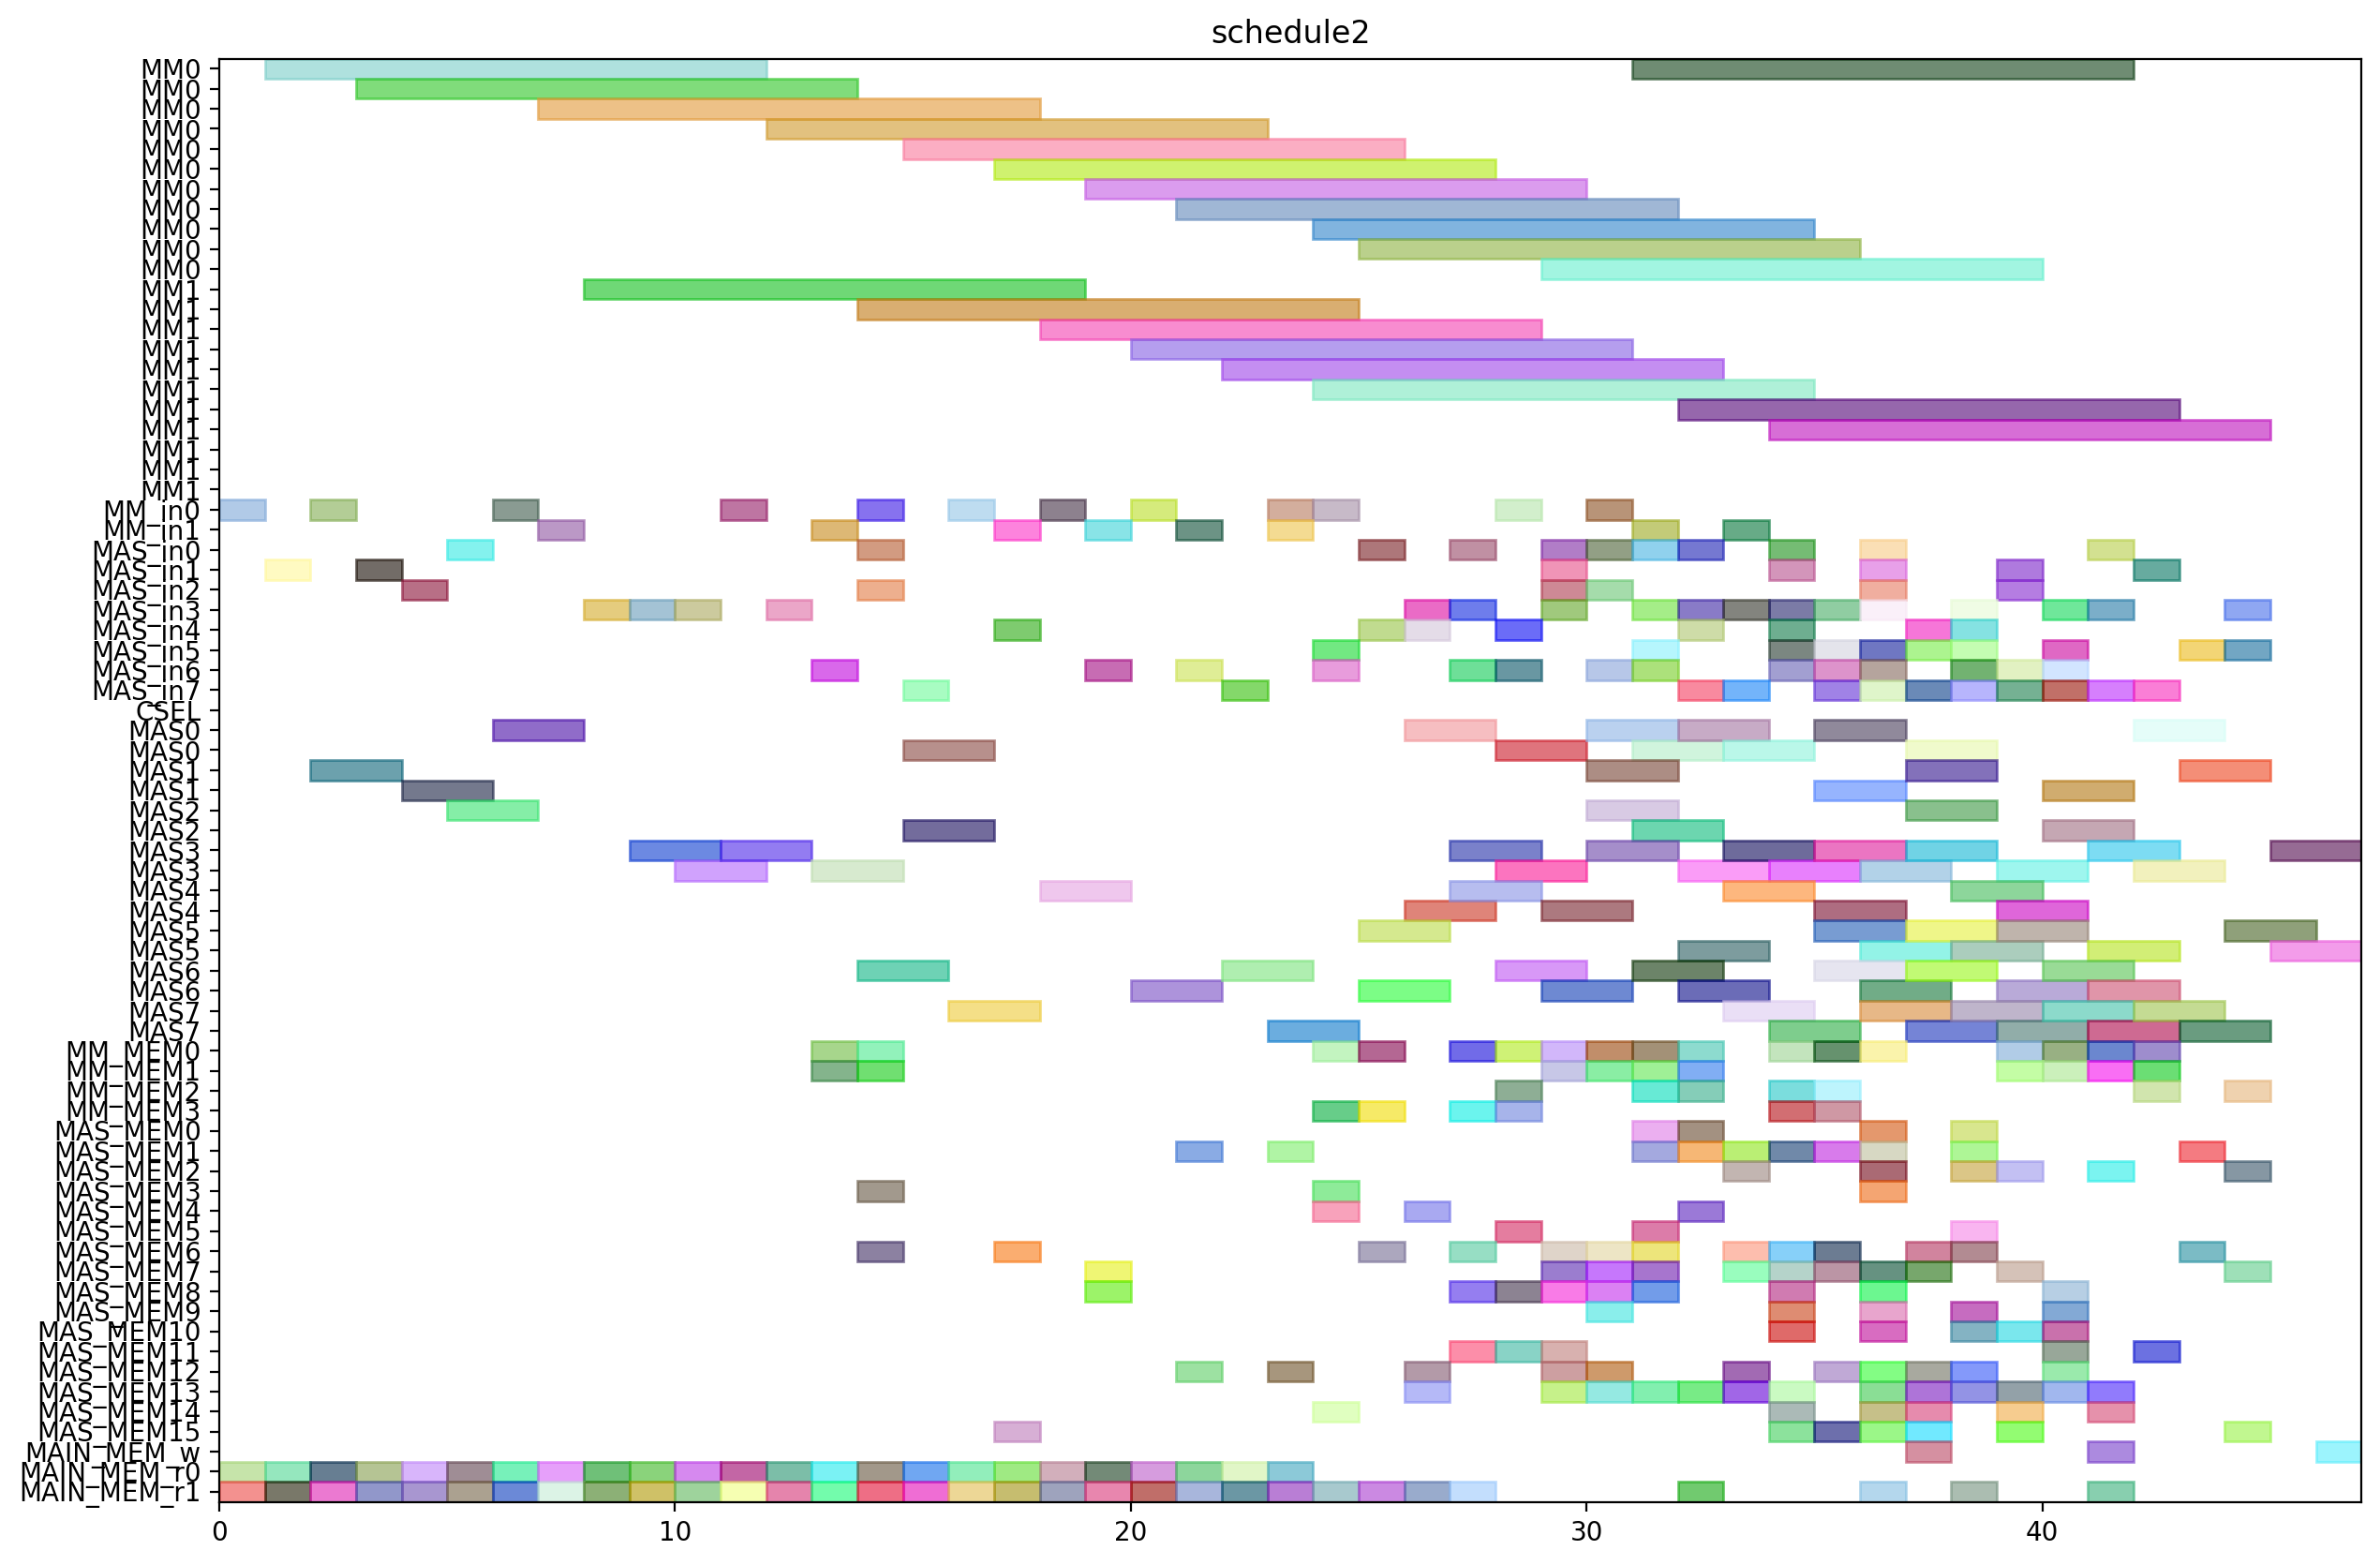 schedule2
MM0
MM0
MM0
MM0
MM0
MM0
MM0
MM0
MM0
MM0
MM0
MM1
MM1
MM1
MM1
MM1
MM1
MM1
MM1
MM1
MM1
MM1
MM_in0
MM_in1
MAS_in0
MAS_in1
MAS_in2
MAS_in3
MAS_in4
MAS_in5
MAS_in6
MAS_in7
CSEL
MAS0
MAS0
MAS1
MAS1
MAS2
MAS2
MAS3
MAS3
MAS4
MAS4
MAS5
MAS5
MAS6
MAS6
MAS7
MAS7
MM_MEM0
MM_MEM1
MM_MEM2
MM_MEM3
MAS_MEM0
MAS_MEM1
MAS_MEM2
MAS_MEM3
MAS_MEM4
MAS_MEM5
MAS_MEM6
MAS_MEM7
MAS_MEM8
MAS_MEM9
MAS_MEM10
MAS_MEM11
MAS_MEM12
MAS_MEM13
MAS_MEM14
MAS_MEM15
MAIN_MEM_w
MAIN_MEM_r0
MAIN_MEM_r1
0 10 20 30 40